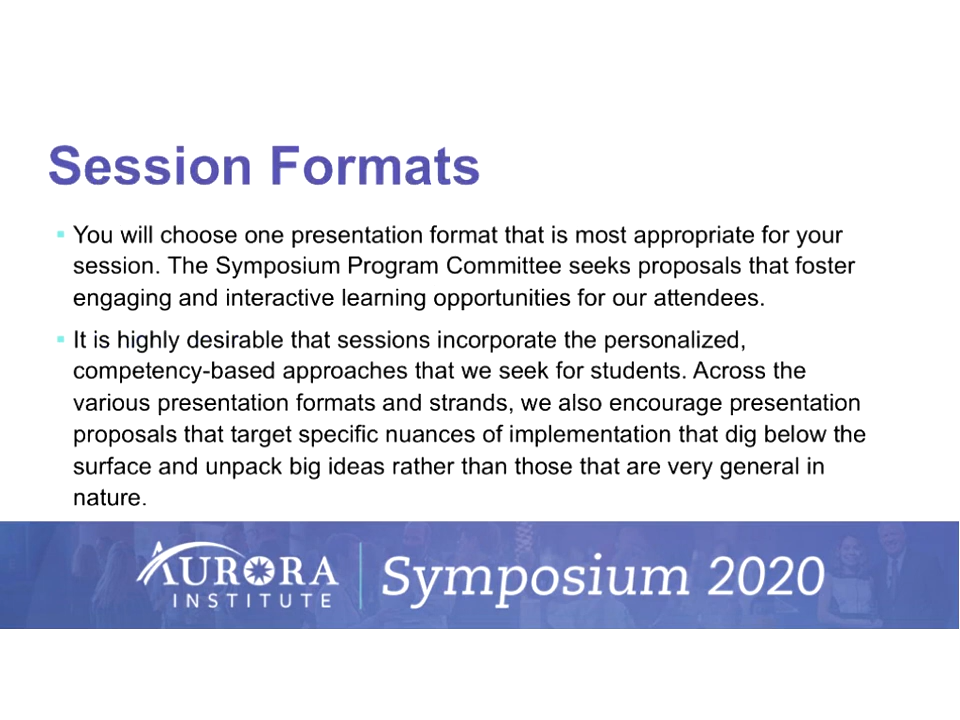 Session Formats
You will choose one presentation format that is most appropriate for your
session. The Symposium Program Committee seeks proposals that foster
engaging and interactive learning opportunities for our attendees.
It is highly desirable that sessions incorporate the personalized,
competency-based approaches that we seek for students. Across the
various presentation formats and strands, we also encourage presentation
proposals that target specific nuances of implementation that dig below the
surface and unpack big ideas rather than those that are very general in
nature.
AURORA
INSTITUTE
Symposium 2020